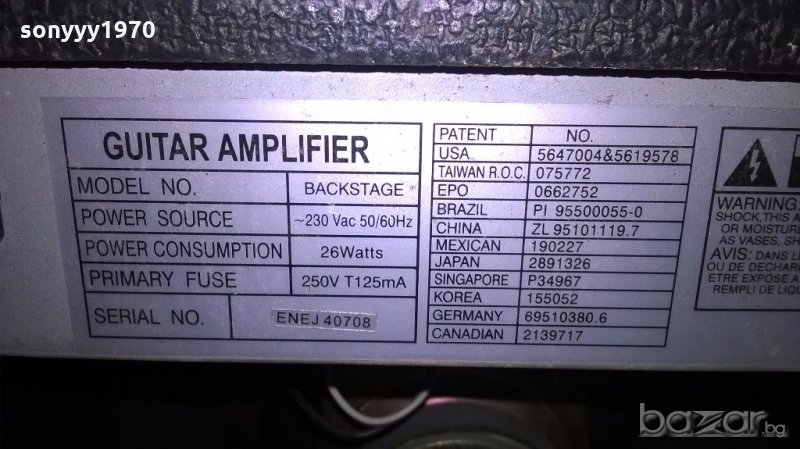 sonyyy1970
GUITAR AMPLIFIER
MODEL NO. BACKSTAGE
POWER SOURCE ~230 Vac 50/60Hz
POWER CONSUMPTION 26Watts
PRIMARY FUSE 250V T125mA
SERIAL NO. ENEJ 40708
PATENT NO.
USA 5647004&5619578
TAIWAN R.O.C. 075772
EPO 0662752
BRAZIL PI 95500055-0
CHINA ZL 95101119.7
MEXICAN 190227
JAPAN 2891326
SINGAPORE P34967
KOREA 155052
GERMANY 69510380.6
CANADIAN 2139717
WARNING.
SHOCK, THIS A
OR MOISTUR
AS VASES. SH
AVIS: DANS L
OU DE DECHAR
ETRE EXPOSE A
REMPLI DE LIQ
bazar.bg